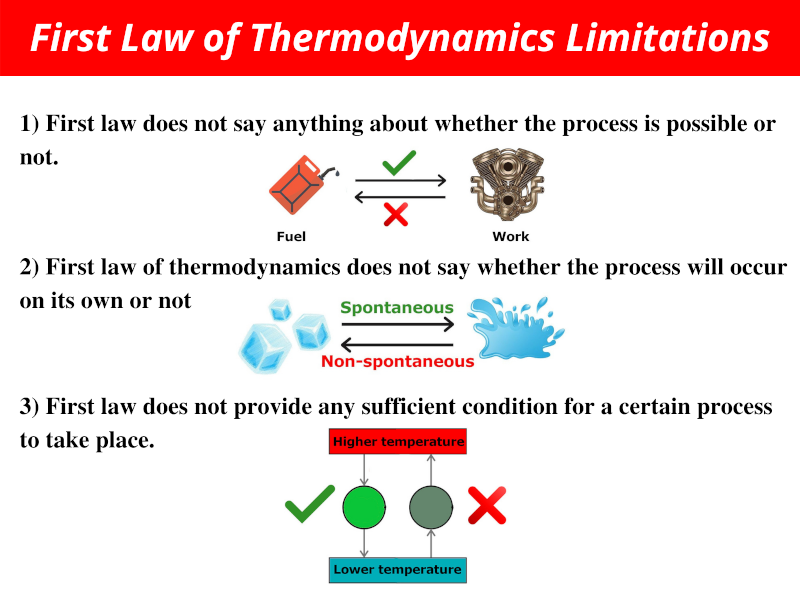 First Law of Thermodynamics Limitations
1) First law does not say anything about whether the process is possible or
not.
Fuel
Work
2) First law of thermodynamics does not say whether the process will occur
on its own or not
Spontaneous
Non-spontaneous
3) First law does not provide any sufficient condition for a certain process
to take place.
Higher temperature
Lower temperature